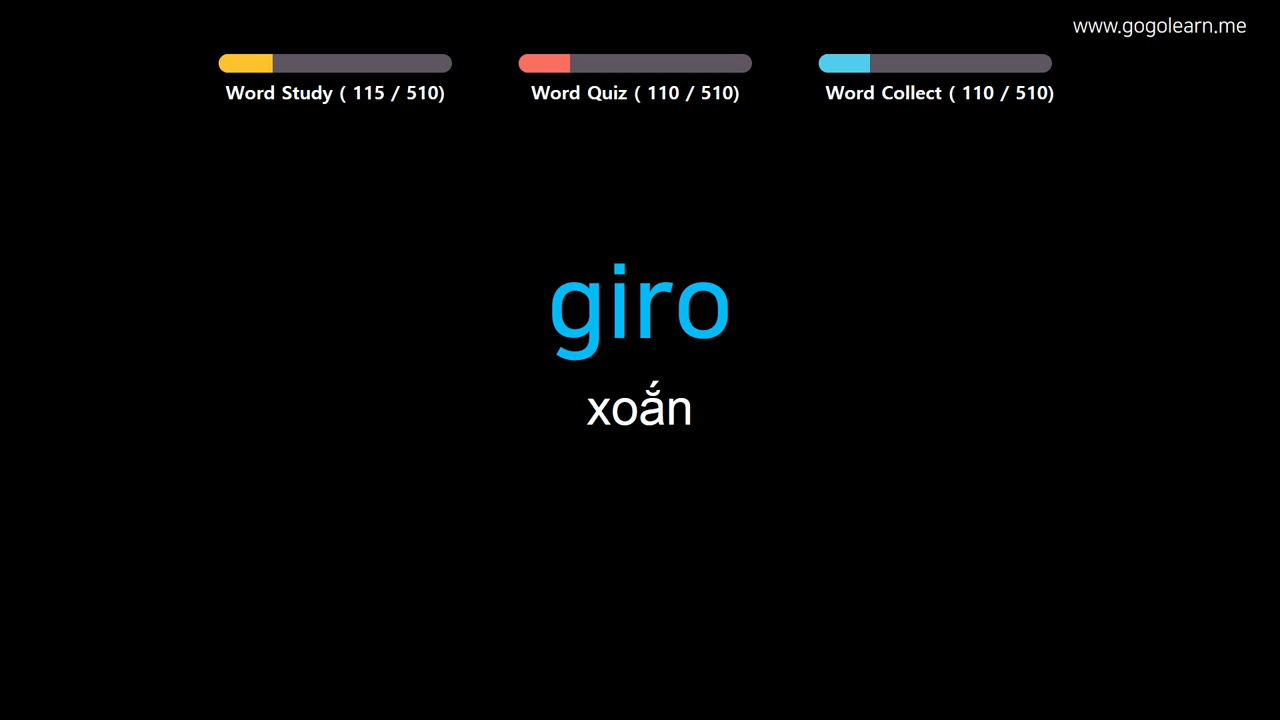 www.gogolearn.me
Word Study ( 115 / 510)
Word Quiz ( 110 / 510)
Word Collect ( 110 / 510)
giro
xoắn